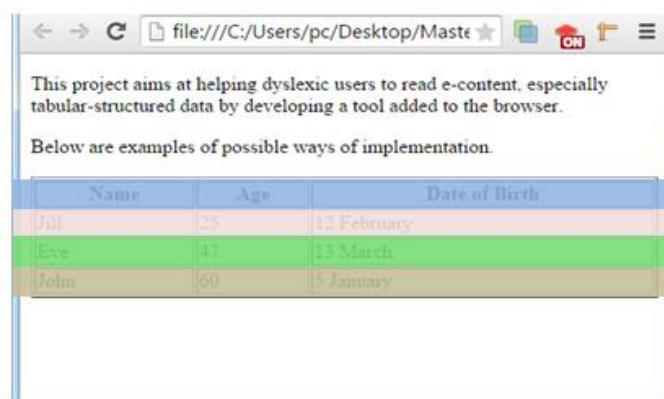 file:///C:/Users/pc/Desktop/Maste
ON
This project aims at helping dyslexic users to read e-content, especially
tabular-structured data by developing a tool added to the browser.
Below are examples of possible ways of implementation.
Name Age Date of Birth
Jill 25 12 February
Eve 47 13 March
John 60 5 January